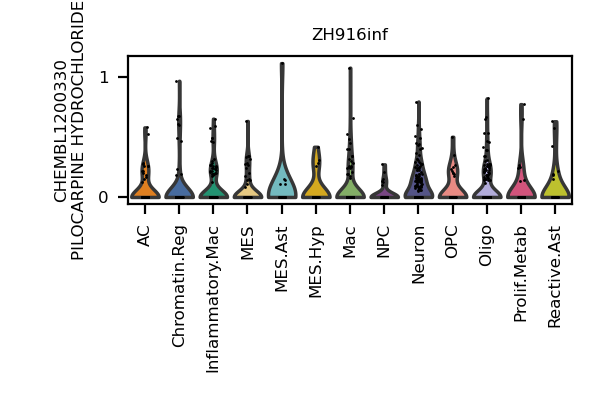 ZH916inf
CHEMBL1200330
PILOCARPINE HYDROCHLORIDE
1
0
AC
Chromatin.Reg
Inflammatory.Mac
MES
MES.Ast
MES.Hyp
Mac
NPC
Neuron
OPC
Oligo
Prolif.Metab
Reactive.Ast